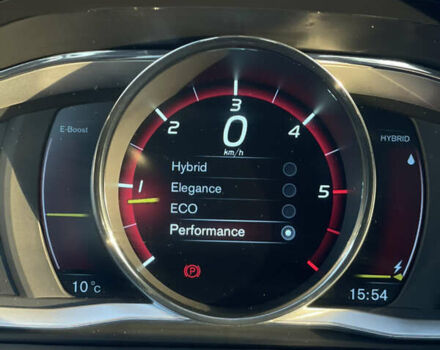 3
2
4
0
E-Boost
km/h
HYBRID
Hybrid
Elegance
1
5
ECO
Performance
P
10 °C
15:54